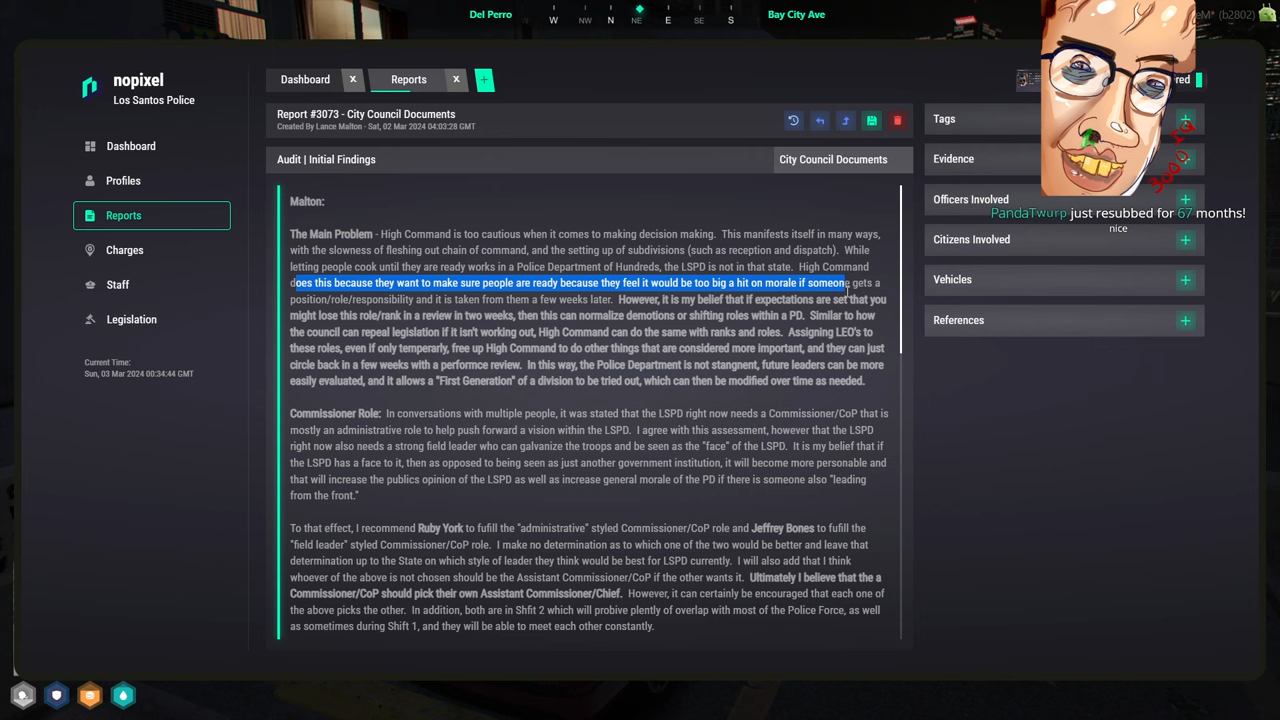 Del Perro
W NW N NE E SE S
Bay City Ave
(b2802)
nopixel
Los Santos Police
Dashboard x
Reports x
+
Dashboard
Profiles
Reports
Charges
Staff
Legislation
Current Time:
Sun, 03 Mar 2024 00:34:44 GMT
Report #3073 - City Council Documents
Created By Lance Malton · Sat, 02 Mar 2024 04:03:28 GMT
Audit | Initial Findings
City Council Documents
Malton:
The Main Problem - High Command is too cautious when it comes to making decision making. This manifests itself in many ways,
with the slowness of fleshing out chain of command, and the setting up of subdivisions (such as reception and dispatch). While
letting people cook until they are ready works in a Police Department of Hundreds, the LSPD is not in that state. High Command
does this because they want to make sure people are ready because they feel it would be too big a hit on morale if someone gets a
position/role/responsibility and it is taken from them a few weeks later. However, it is my belief that if expectations are set that you
might lose this role/rank in a review in two weeks, then this can normalize demotions or shifting roles within a PD. Similar to how
the council can repeal legislation if it isn't working out, High Command can do the same with ranks and roles. Assigning LEO's to
these roles, even if only temperarly, free up High Command to do other things that are considered more important, and they can just
circle back in a few weeks with a performce review. In this way, the Police Department is not stangnent, future leaders can be more
easily evaluated, and it allows a "First Generation" of a division to be tried out, which can then be modified over time as needed.
Commissioner Role: In conversations with multiple people, it was stated that the LSPD right now needs a Commissioner/CoP that is
mostly an administrative role to help push forward a vision within the LSPD. I agree with this assessment, however that the LSPD
right now also needs a strong field leader who can galvanize the troops and be seen as the "face" of the LSPD. It is my belief that if
the LSPD has a face to it, then as opposed to being seen as just another government institution, it will become more personable and
that will increase the publics opinion of the LSPD as well as increase general morale of the PD if there is someone also "leading
from the front."
To that effect, I recommend Ruby York to fufill the "administrative" styled Commissioner/CoP role and Jeffrey Bones to fufill the
"field leader" styled Commissioner/CoP role. I make no determination as to which one of the two would be better and leave that
determination up to the State on which style of leader they think would be best for LSPD currently. I will also add that I think
whoever of the above is not chosen should be the Assistant Commissioner/CoP if the other wants it. Ultimately I believe that the a
Commissioner/CoP should pick their own Assistant Commissioner/Chief. However, it can certainly be encouraged that each one of
the above picks the other. In addition, both are in Shfit 2 which will probive plently of overlap with most of the Police Force, as well
as sometimes during Shift 1, and they will be able to meet each other constantly.
Tags +
Evidence
Officers Involved +
Citizens Involved +
Vehicles +
References +
PandaTwurp just resubbed for 67 months!
nice